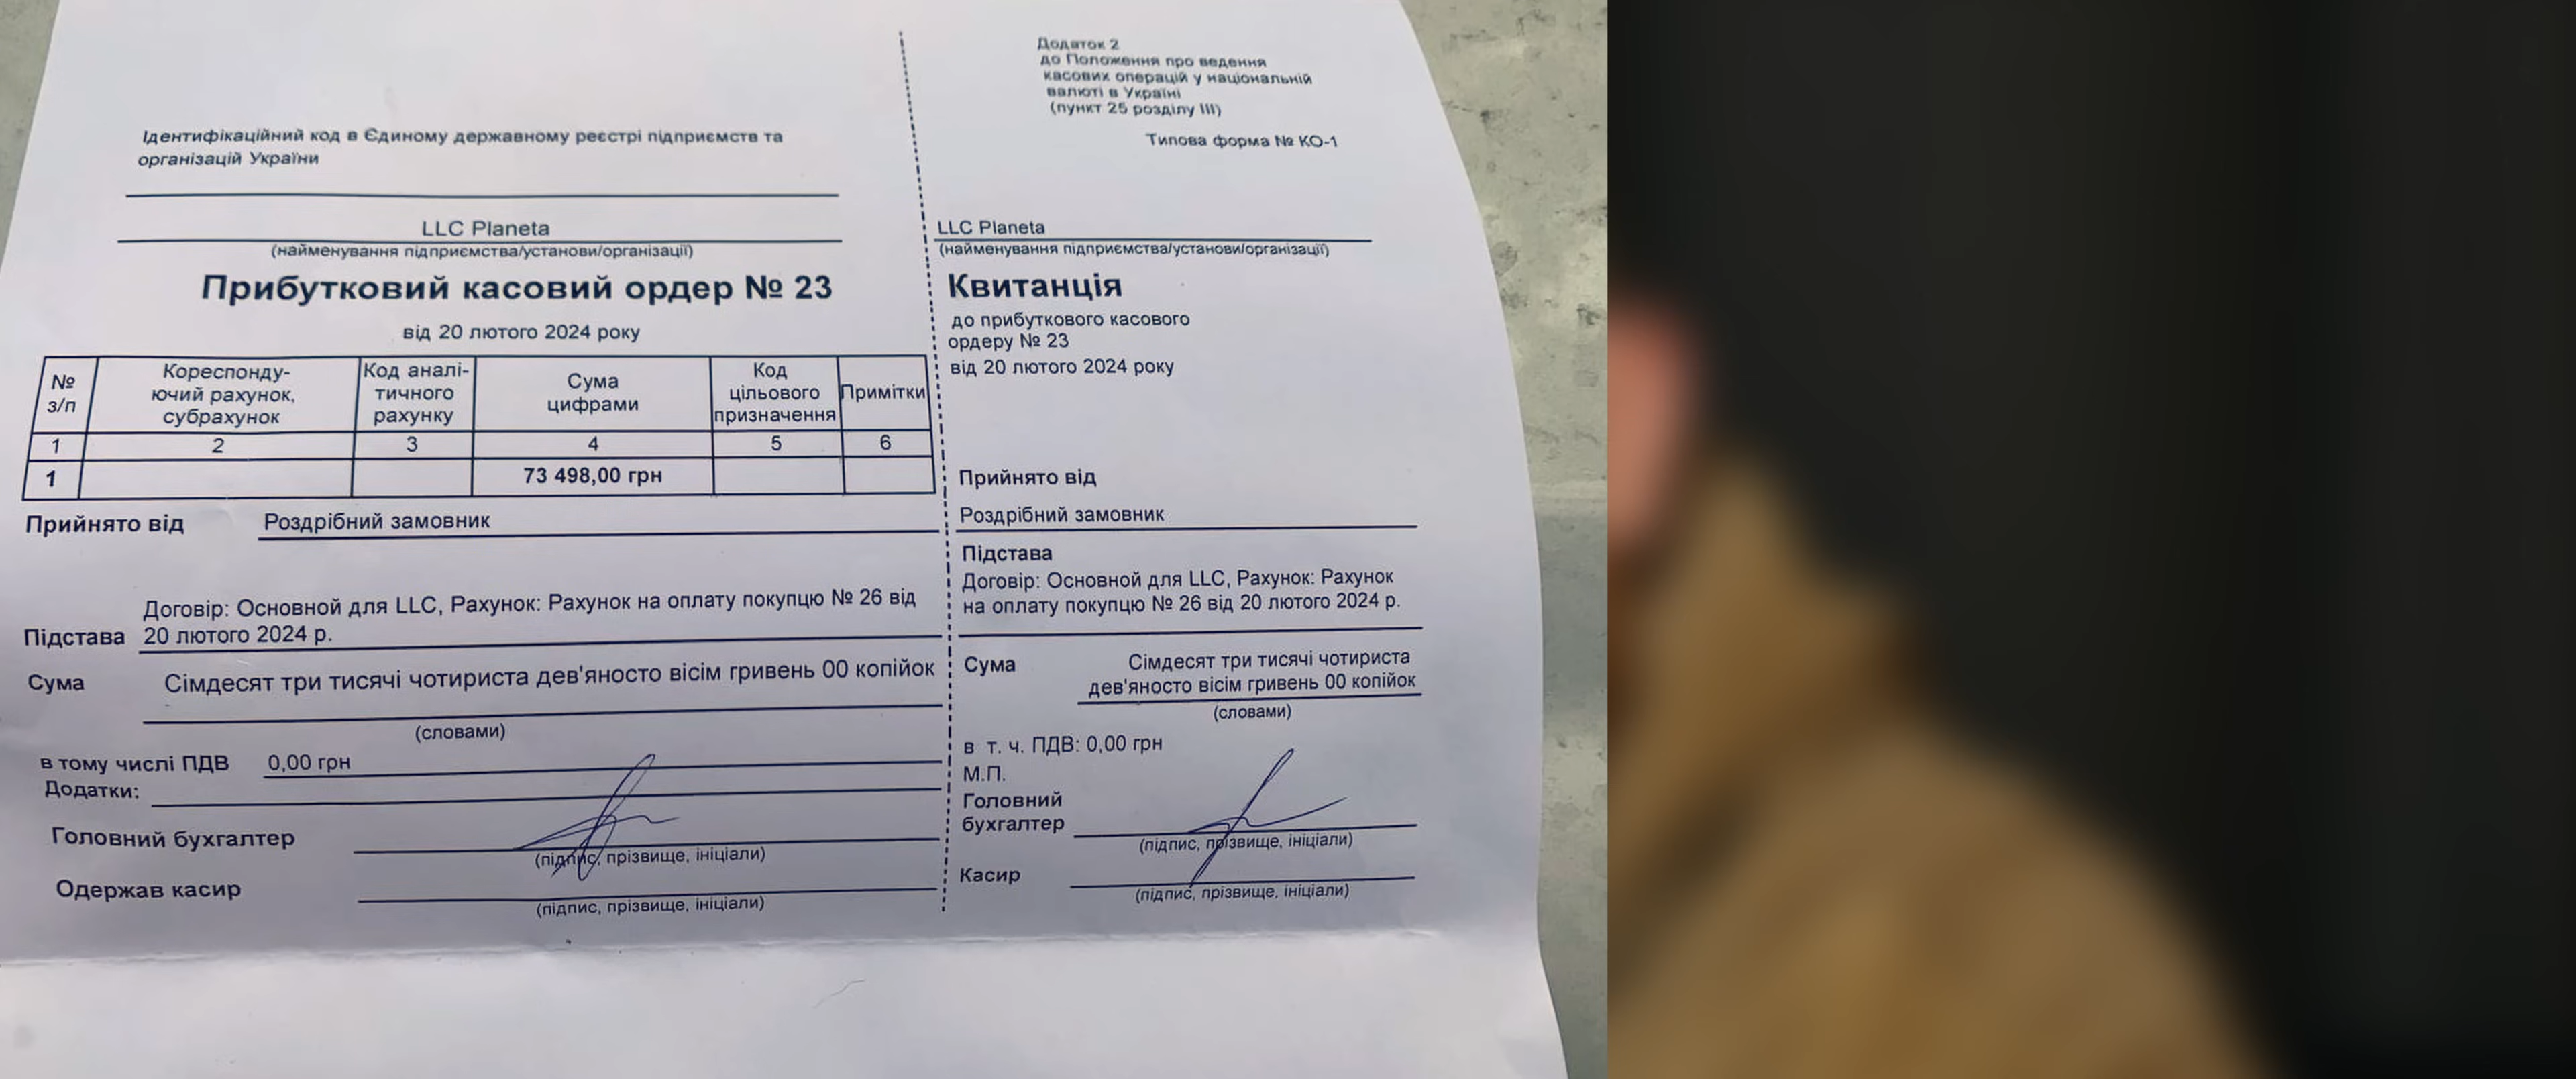 Ідентифікаційний код в Єдиному державному реєстрі підприємств та
організацій України
LLC Planeta
(найменування підприємства/установи/організації)
Прибутковий касовий ордер № 23
від 20 лютого 2024 року
№ з/п
Кореспонду-
ючий рахунок,
субрахунок
Код аналі-
тичного
рахунку
Сума
цифрами
Код
цільового
призначення
Примітки
1 2 3 4 5 6
1 73 498,00 грн
Прийнято від Роздрібний замовник
Договір: Основной для LLC, Рахунок: Рахунок на оплату покупцю № 26 від
Підстава 20 лютого 2024 р.
Сума Сімдесят три тисячі чотириста дев'яносто вісім гривень 00 копійок
(словами)
в тому числі ПДВ 0,00 грн
Додатки:
Головний бухгалтер
(підпис, прізвище, ініціали)
Одержав касир
(підпис, прізвище, ініціали)
Додаток 2
до Положення про ведення
касових операцій у національній
валюті в Україні
(пункт 25 розділу III)
Типова форма № КО-1
LLC Planeta
(найменування підприємства/установи/організації)
Квитанція
до прибуткового касового
ордеру № 23
від 20 лютого 2024 року
Прийнято від
Роздрібний замовник
Підстава
Договір: Основной для LLC, Рахунок: Рахунок
на оплату покупцю № 26 від 20 лютого 2024 р.
Сума Сімдесят три тисячі чотириста
дев'яносто вісім гривень 00 копійок
(словами)
в т. ч. ПДВ: 0,00 грн
М.П.
Головний
бухгалтер
(підпис, прізвище, ініціали)
Касир
(підпис, прізвище, ініціали)